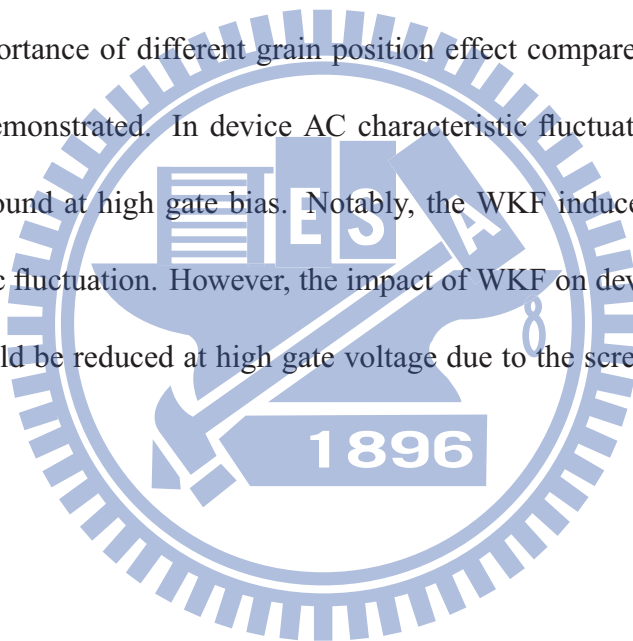 ortance of different grain position effect compare
emonstrated. In device AC characteristic fluctuat
ound at high gate bias. Notably, the WKF induce
c fluctuation. However, the impact of WKF on dev
ld be reduced at high gate voltage due to the scre
E S A
8
1896